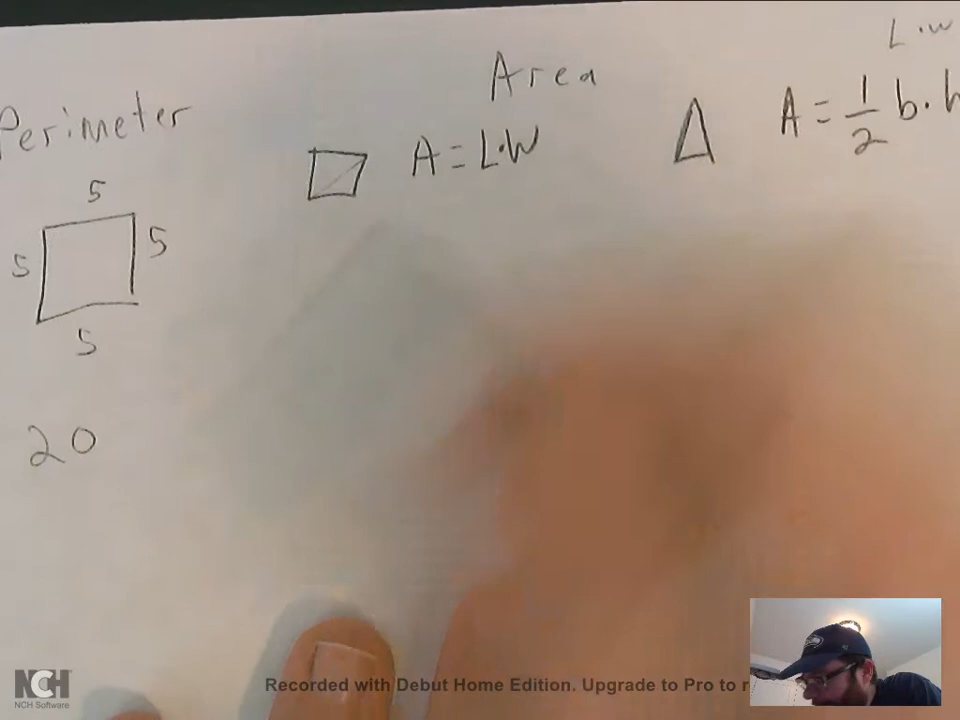 L·w
Area
Perimeter
A = L·W
A = 1/2 b·h
5
5
5
5
20
NCH
NCH Software
Recorded with Debut Home Edition. Upgrade to Pro to r